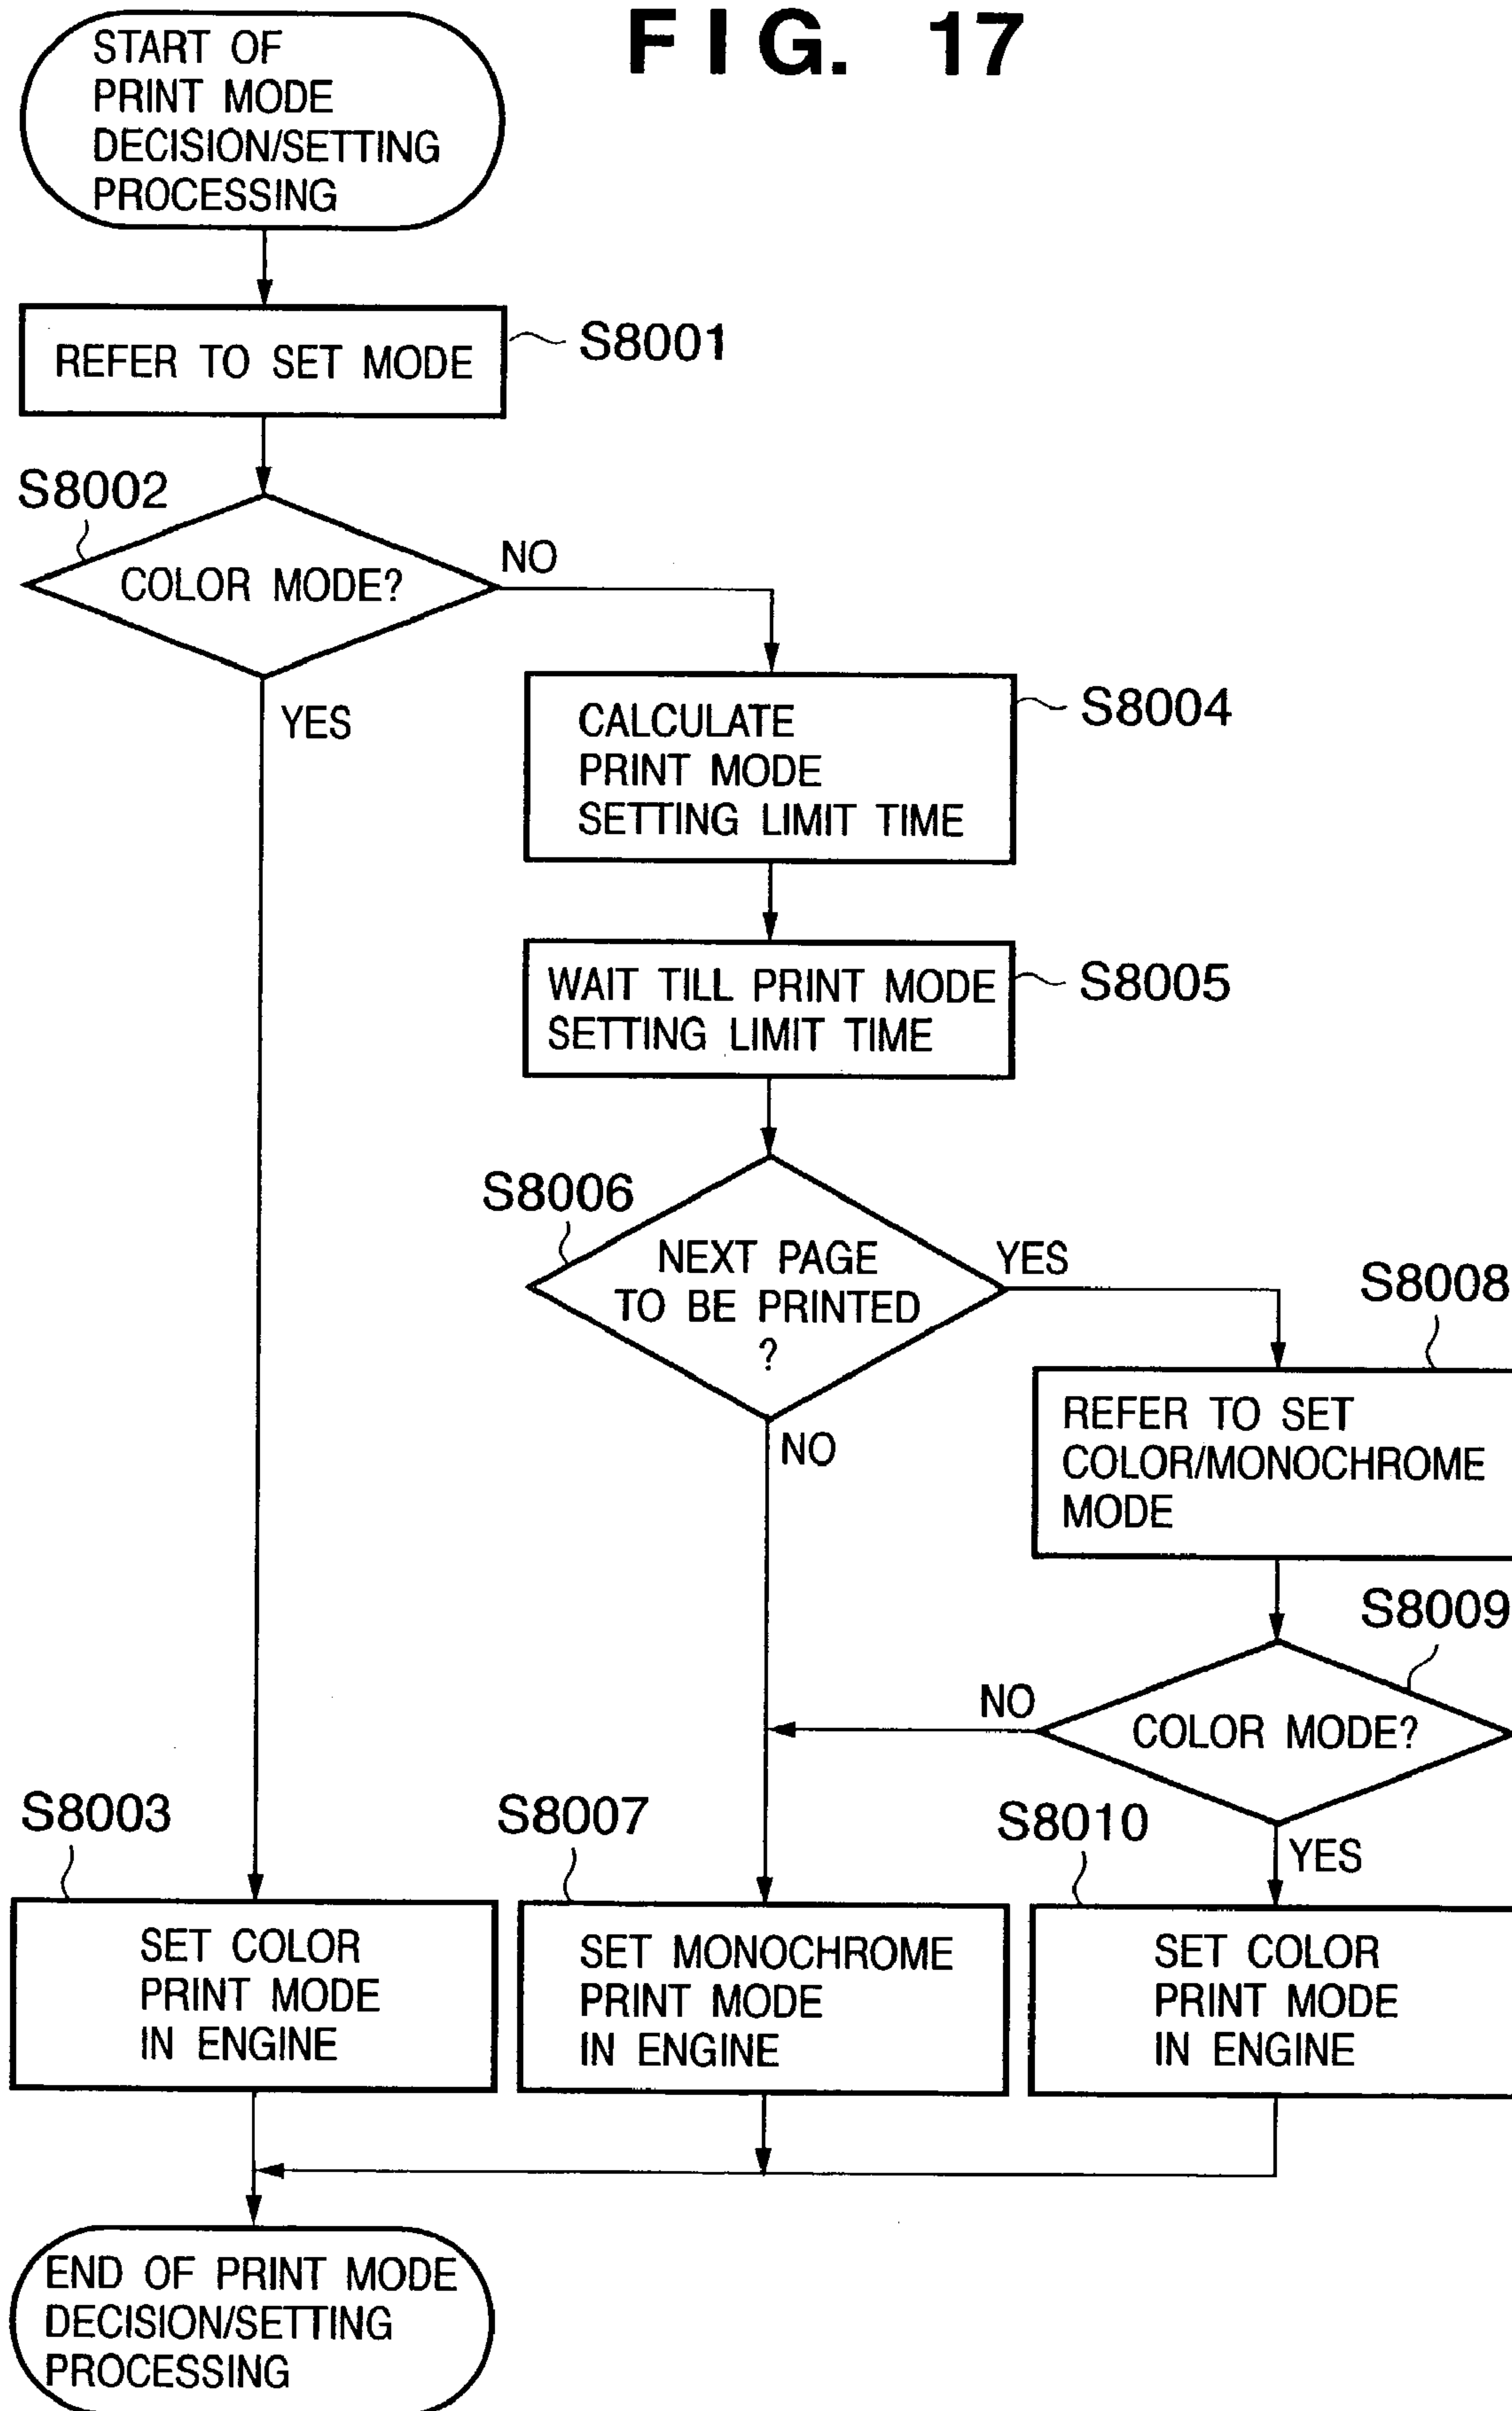 FIG. 17
START OF
PRINT MODE
DECISION/SETTING
PROCESSING
REFER TO SET MODE
S8001
S8002
COLOR MODE?
NO
YES
CALCULATE
PRINT MODE
SETTING LIMIT TIME
S8004
WAIT TILL PRINT MODE
SETTING LIMIT TIME
S8005
S8006
NEXT PAGE
TO BE PRINTED
?
YES
NO
S8008
REFER TO SET
COLOR/MONOCHROME
MODE
S8009
COLOR MODE?
NO
YES
S8003
SET COLOR
PRINT MODE
IN ENGINE
S8007
SET MONOCHROME
PRINT MODE
IN ENGINE
S8010
SET COLOR
PRINT MODE
IN ENGINE
END OF PRINT MODE
DECISION/SETTING
PROCESSING